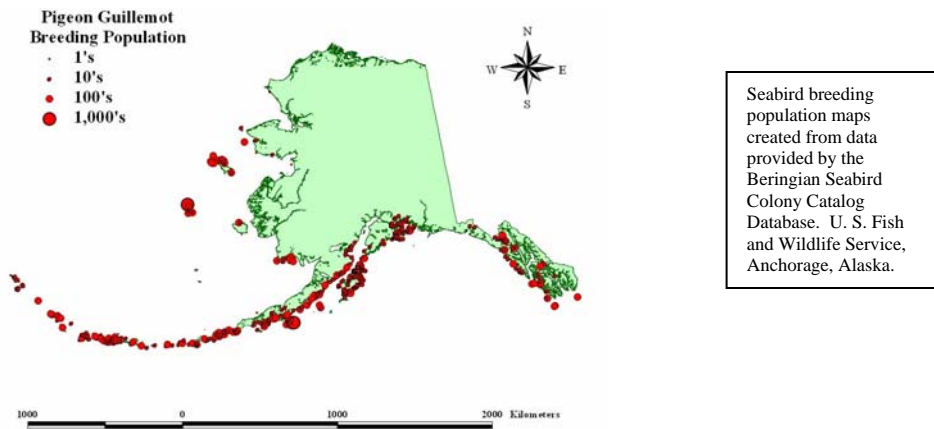 Pigeon Guillemot
Breeding Population
1's
10's
100's
1,000's
N
W E
S
Seabird breeding
population maps
created from data
provided by the
Beringian Seabird
Colony Catalog
Database. U. S. Fish
and Wildlife Service,
Anchorage, Alaska.
1000 0 1000 2000 Kilometers